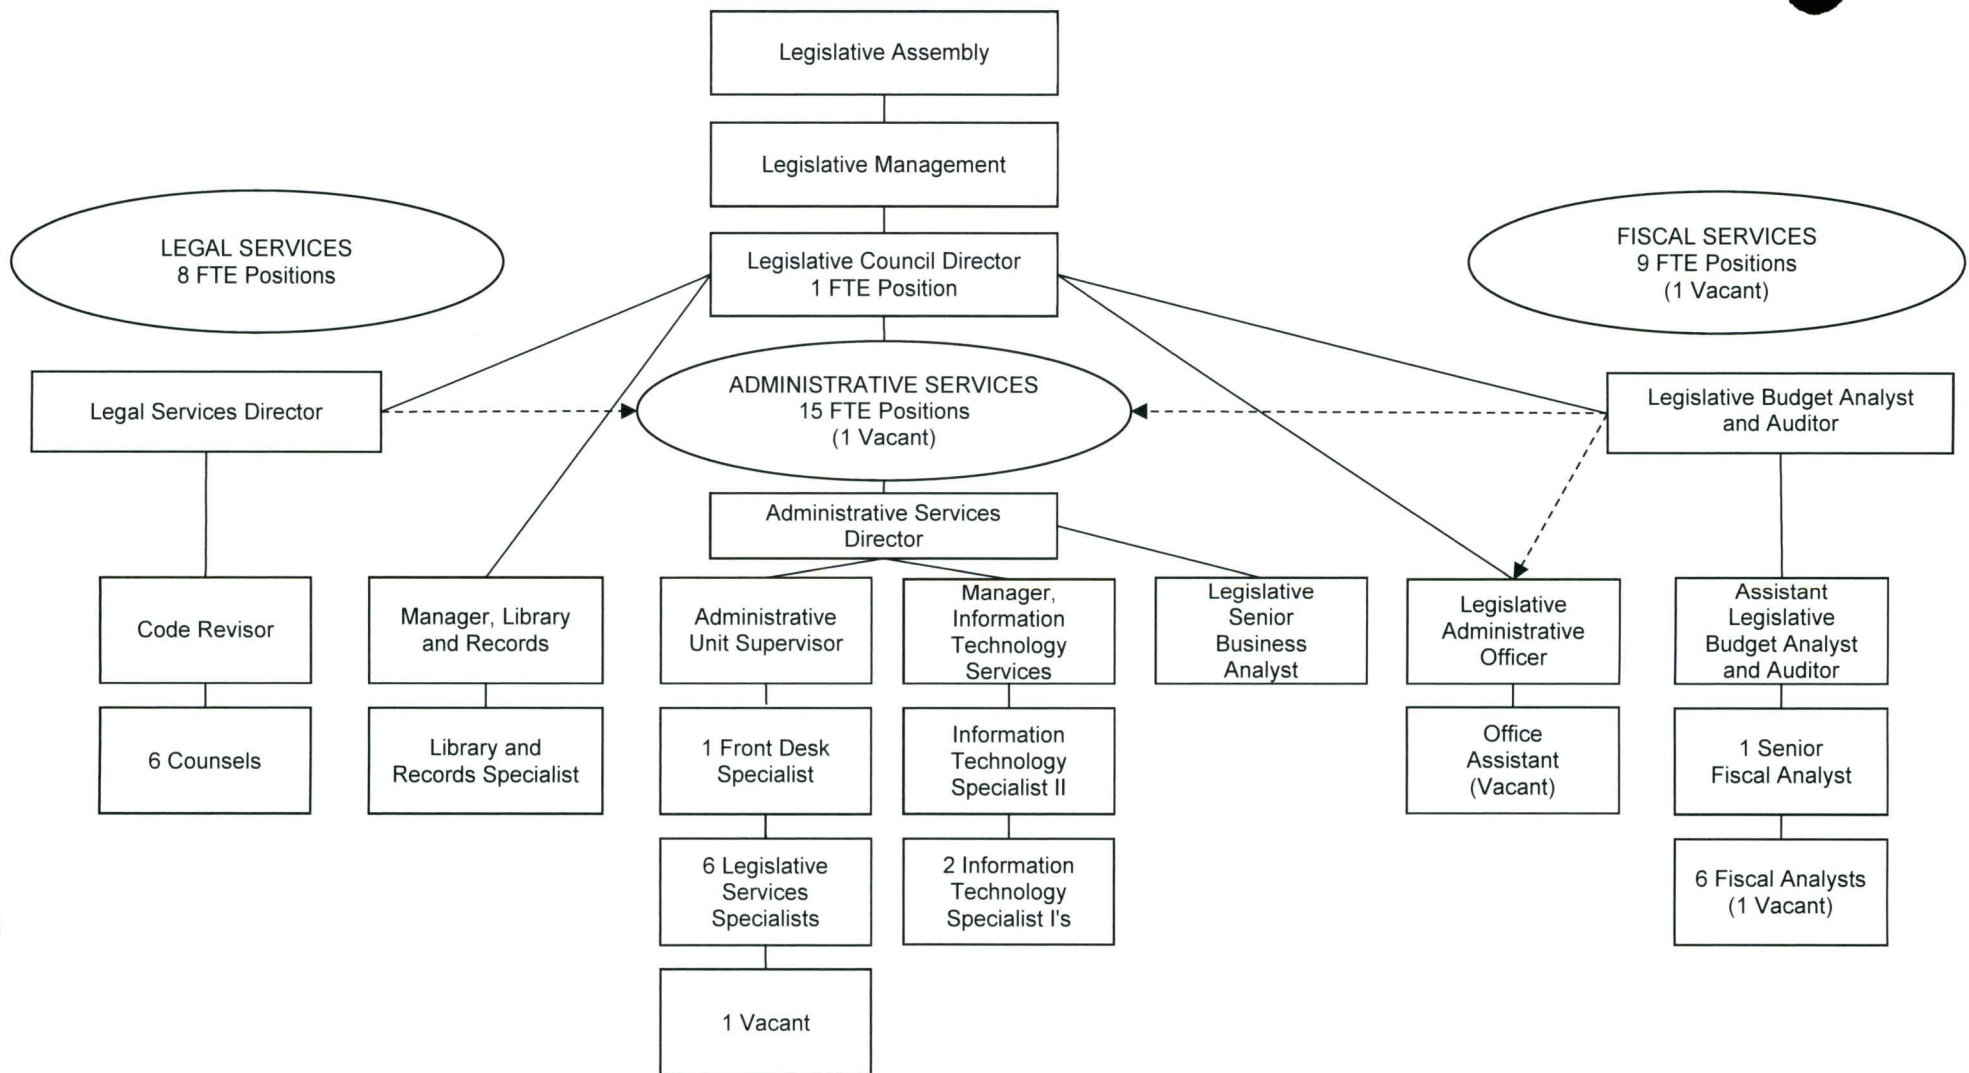 Legislative Assembly
Legislative Management
LEGAL SERVICES
8 FTE Positions
Legislative Council Director
1 FTE Position
FISCAL SERVICES
9 FTE Positions
(1 Vacant)
Legal Services Director
ADMINISTRATIVE SERVICES
15 FTE Positions
(1 Vacant)
Legislative Budget Analyst
and Auditor
Administrative Services
Director
Code Revisor
Manager, Library
and Records
Administrative
Unit Supervisor
Manager,
Information
Technology
Services
Legislative
Senior
Business
Analyst
Legislative
Administrative
Officer
Assistant
Legislative
Budget Analyst
and Auditor
6 Counsels
Library and
Records Specialist
1 Front Desk
Specialist
Information
Technology
Specialist II
Office
Assistant
(Vacant)
1 Senior
Fiscal Analyst
6 Legislative
Services
Specialists
2 Information
Technology
Specialist I's
6 Fiscal Analysts
(1 Vacant)
1 Vacant